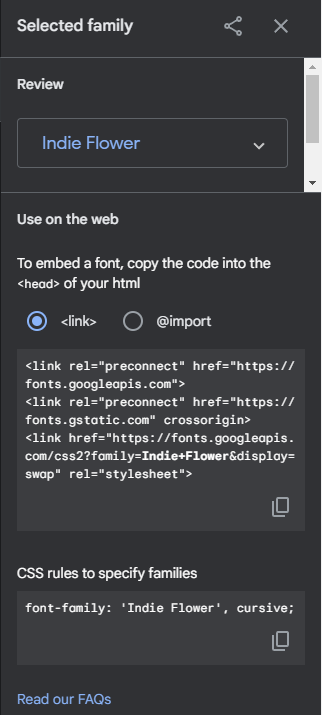 Selected family
Review
Indie Flower
Use on the web
To embed a font, copy the code into the
<head> of your html
<link>
@import
<link rel="preconnect" href="https://
fonts.googleapis.com">
<link rel="preconnect" href="https://
fonts.gstatic.com" crossorigin>
<link href="https://fonts.googleapis.
com/css2?family=Indie+Flower&display=
swap" rel="stylesheet">
CSS rules to specify families
font-family: 'Indie Flower', cursive;
Read our FAQs